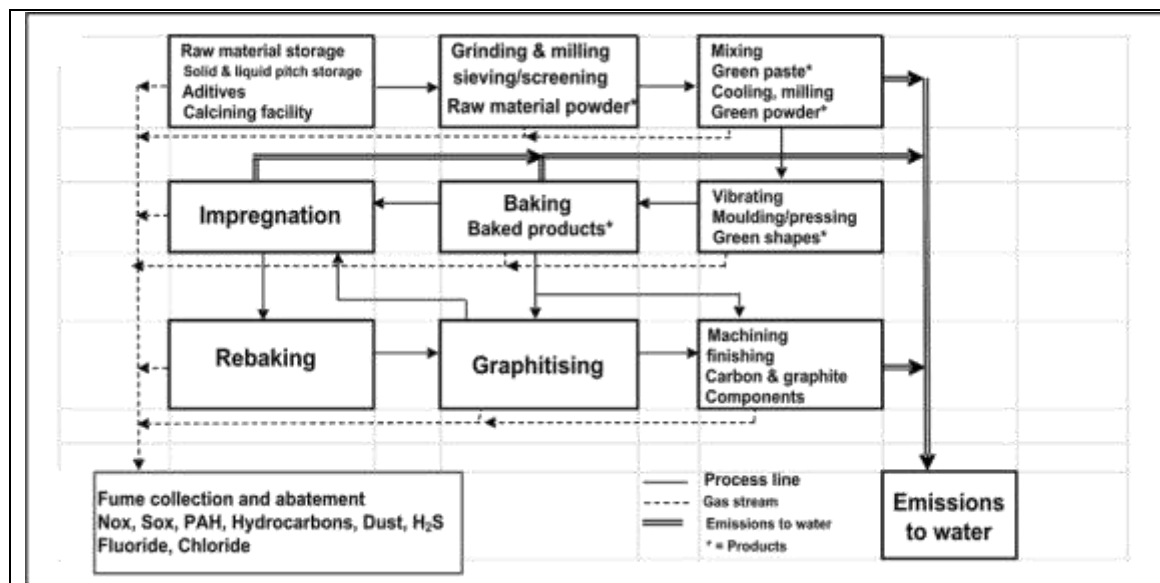 Raw material storage
Solid & liquid pitch storage
Aditives
Calcining facility
Grinding & milling
sieving/screening
Raw material powder*
Mixing
Green paste*
Cooling, milling
Green powder*
Impregnation
Baking
Baked products*
Vibrating
Moulding/pressing
Green shapes*
Rebaking
Graphitising
Machining
finishing
Carbon & graphite
Components
Fume collection and abatement
Nox, Sox, PAH, Hydrocarbons, Dust, H₂S
Fluoride, Chloride
Process line
Gas stream
Emissions to water
* = Products
Emissions
to water